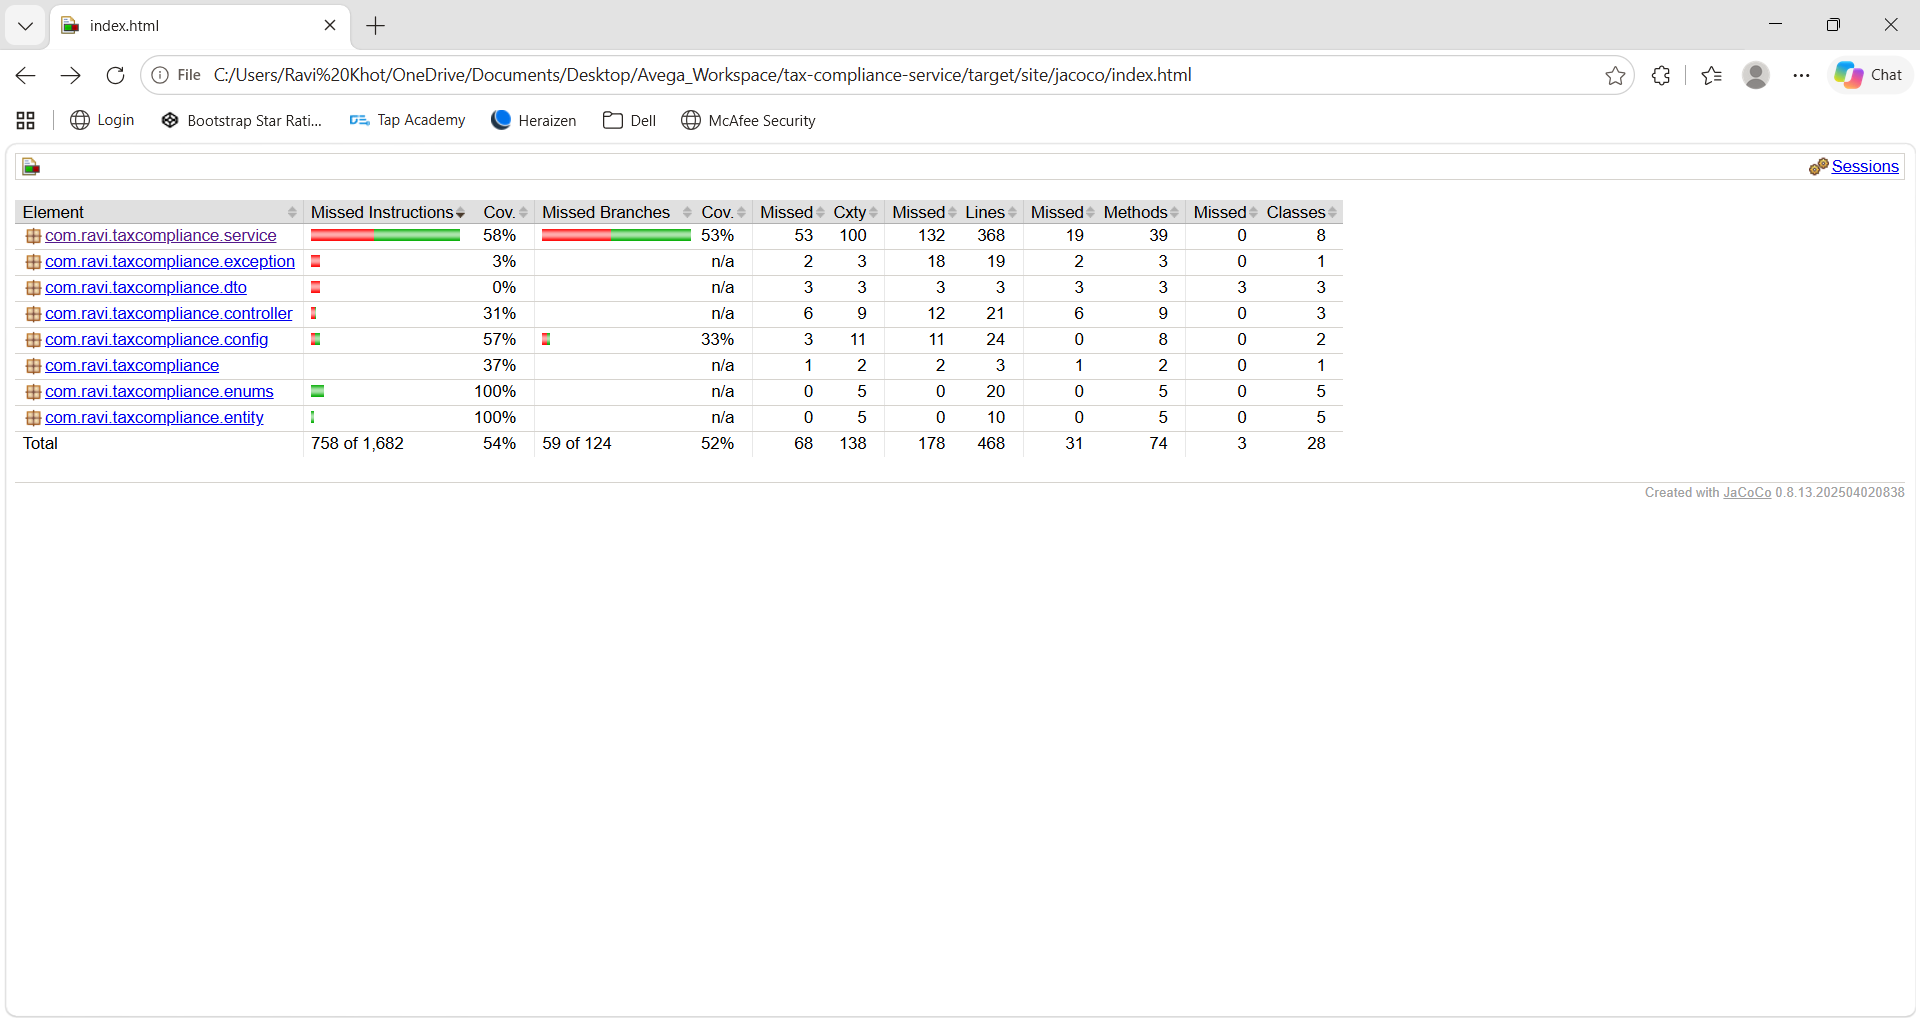 index.html
File C:/Users/Ravi%20Khot/OneDrive/Documents/Desktop/Avega_Workspace/tax-compliance-service/target/site/jacoco/index.html Chat
Login Bootstrap Star Rati... Tap Academy Heraizen Dell McAfee Security
Sessions
Element Missed Instructions Cov. Missed Branches Cov. Missed Cxty Missed Lines Missed Methods Missed Classes
com.ravi.taxcompliance.service 58% 53% 53 100 132 368 19 39 0 8
com.ravi.taxcompliance.exception 3% n/a 2 3 18 19 2 3 0 1
com.ravi.taxcompliance.dto 0% n/a 3 3 3 3 3 3 3 3
com.ravi.taxcompliance.controller 31% n/a 6 9 12 21 6 9 0 3
com.ravi.taxcompliance.config 57% 33% 3 11 11 24 0 8 0 2
com.ravi.taxcompliance 37% n/a 1 2 2 3 1 2 0 1
com.ravi.taxcompliance.enums 100% n/a 0 5 0 20 0 5 0 5
com.ravi.taxcompliance.entity 100% n/a 0 5 0 10 0 5 0 5
Total 758 of 1,682 54% 59 of 124 52% 68 138 178 468 31 74 3 28
Created with JaCoCo 0.8.13.202504020838